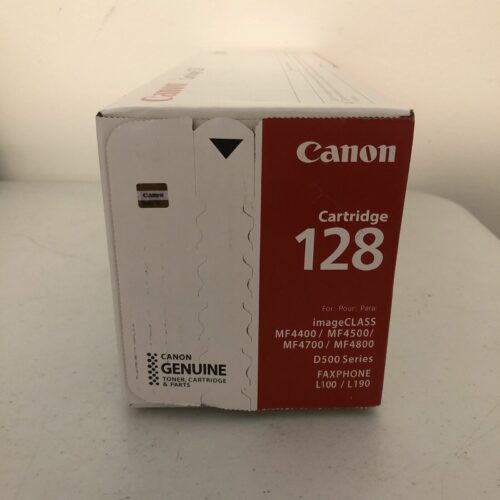 Canon
Canon
Canon
Cartridge
128
For: Pour: Para:
imageCLASS
MF4400 / MF4500/
MF4700 / MF4800
D500 Series
FAXPHONE
L100 / L190
CANON
GENUINE
TONER, CARTRIDGE
& PARTS